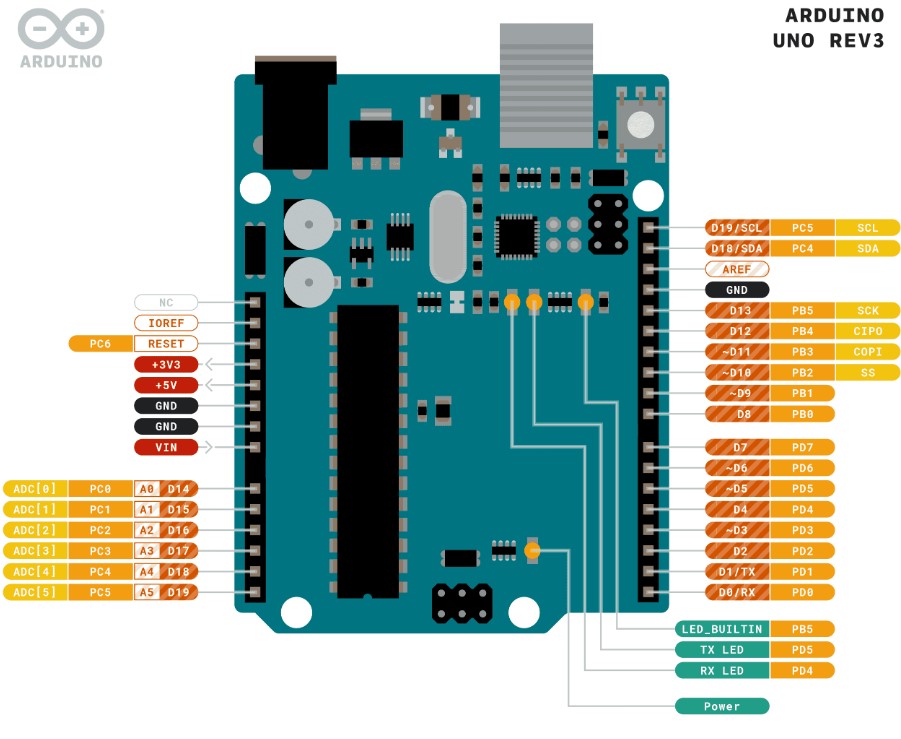 ARDUINO
ARDUINO
UNO REV3
D19/SCL PC5 SCL
D18/SDA PC4 SDA
AREF
GND
D13 PB5 SCK
D12 PB4 CIPO
~D11 PB3 COPI
~D10 PB2 SS
~D9 PB1
D8 PB0
D7 PD7
~D6 PD6
~D5 PD5
D4 PD4
~D3 PD3
D2 PD2
D1/TX PD1
D0/RX PD0
NC
IOREF
PC6 RESET
+3V3
+5V
GND
GND
VIN
ADC[0] PC0 A0 D14
ADC[1] PC1 A1 D15
ADC[2] PC2 A2 D16
ADC[3] PC3 A3 D17
ADC[4] PC4 A4 D18
ADC[5] PC5 A5 D19
LED_BUILTIN PB5
TX LED PD5
RX LED PD4
Power